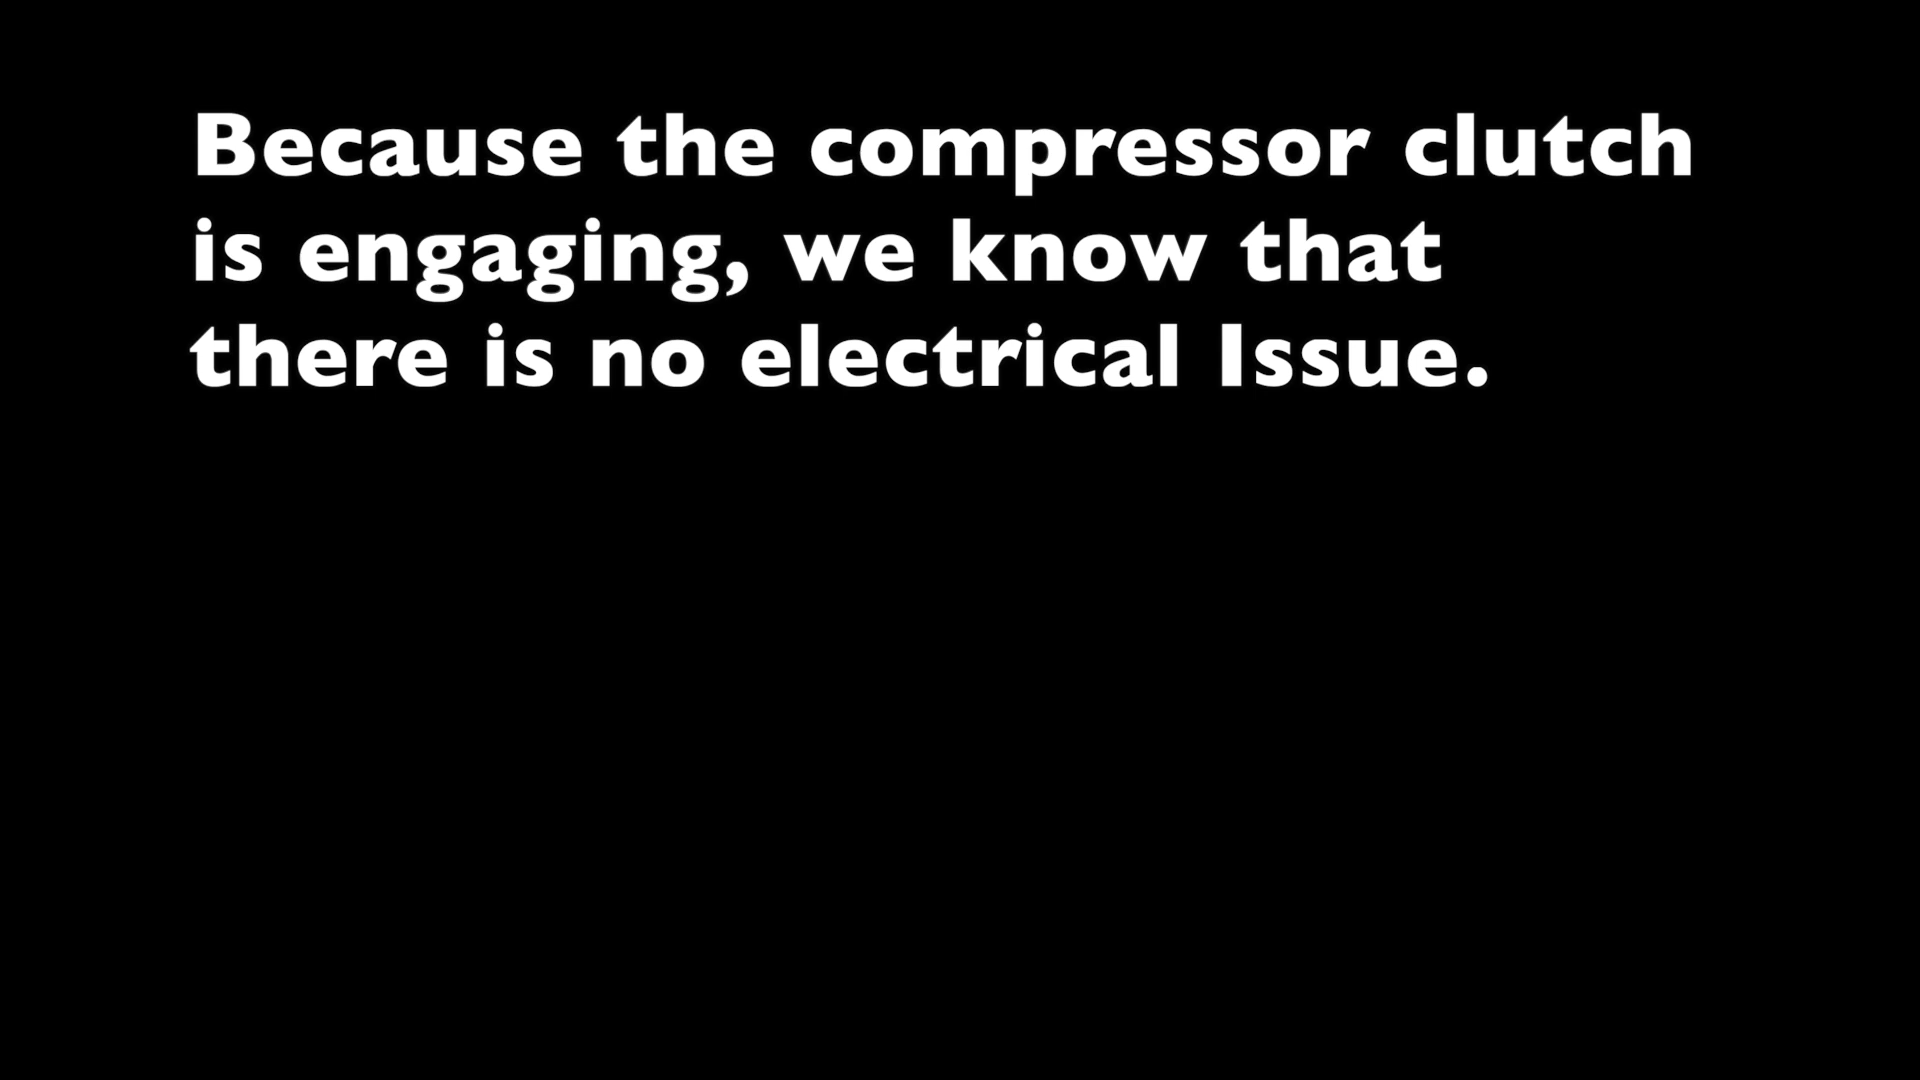 Because the compressor clutch
is engaging, we know that
there is no electrical Issue.